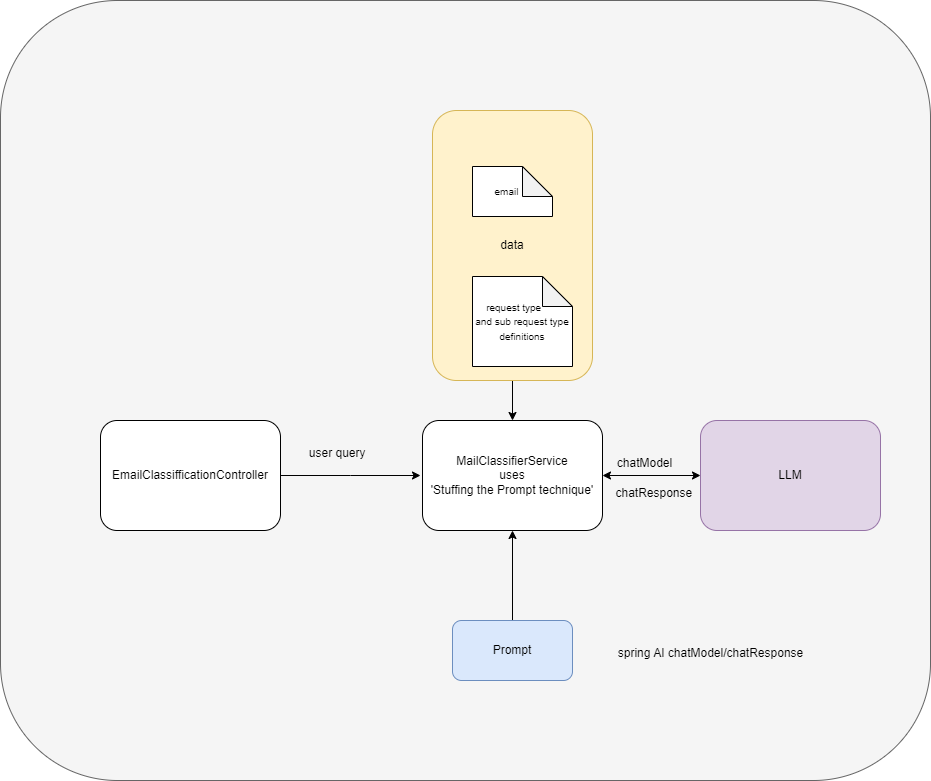 email
data
request type
and sub request type
definitions
EmailClassifficationController
user query
MailClassifierService
uses
'Stuffing the Prompt technique'
chatModel
chatResponse
LLM
Prompt
spring AI chatModel/chatResponse